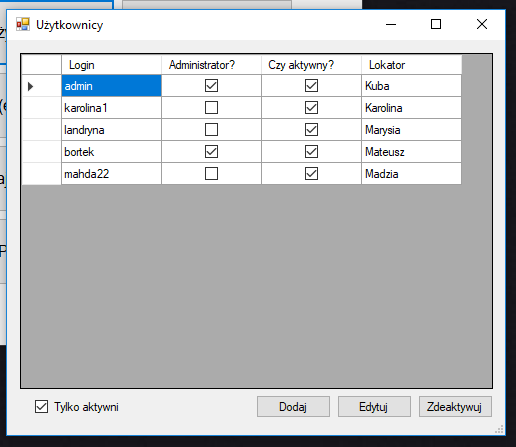 Użytkownicy
Login Administrator? Czy aktywny? Lokator
admin Kuba
karolina1 Karolina
landryna Marysia
bortek Mateusz
mahda22 Madzia
Tylko aktywni Dodaj Edytuj Zdeaktywuj